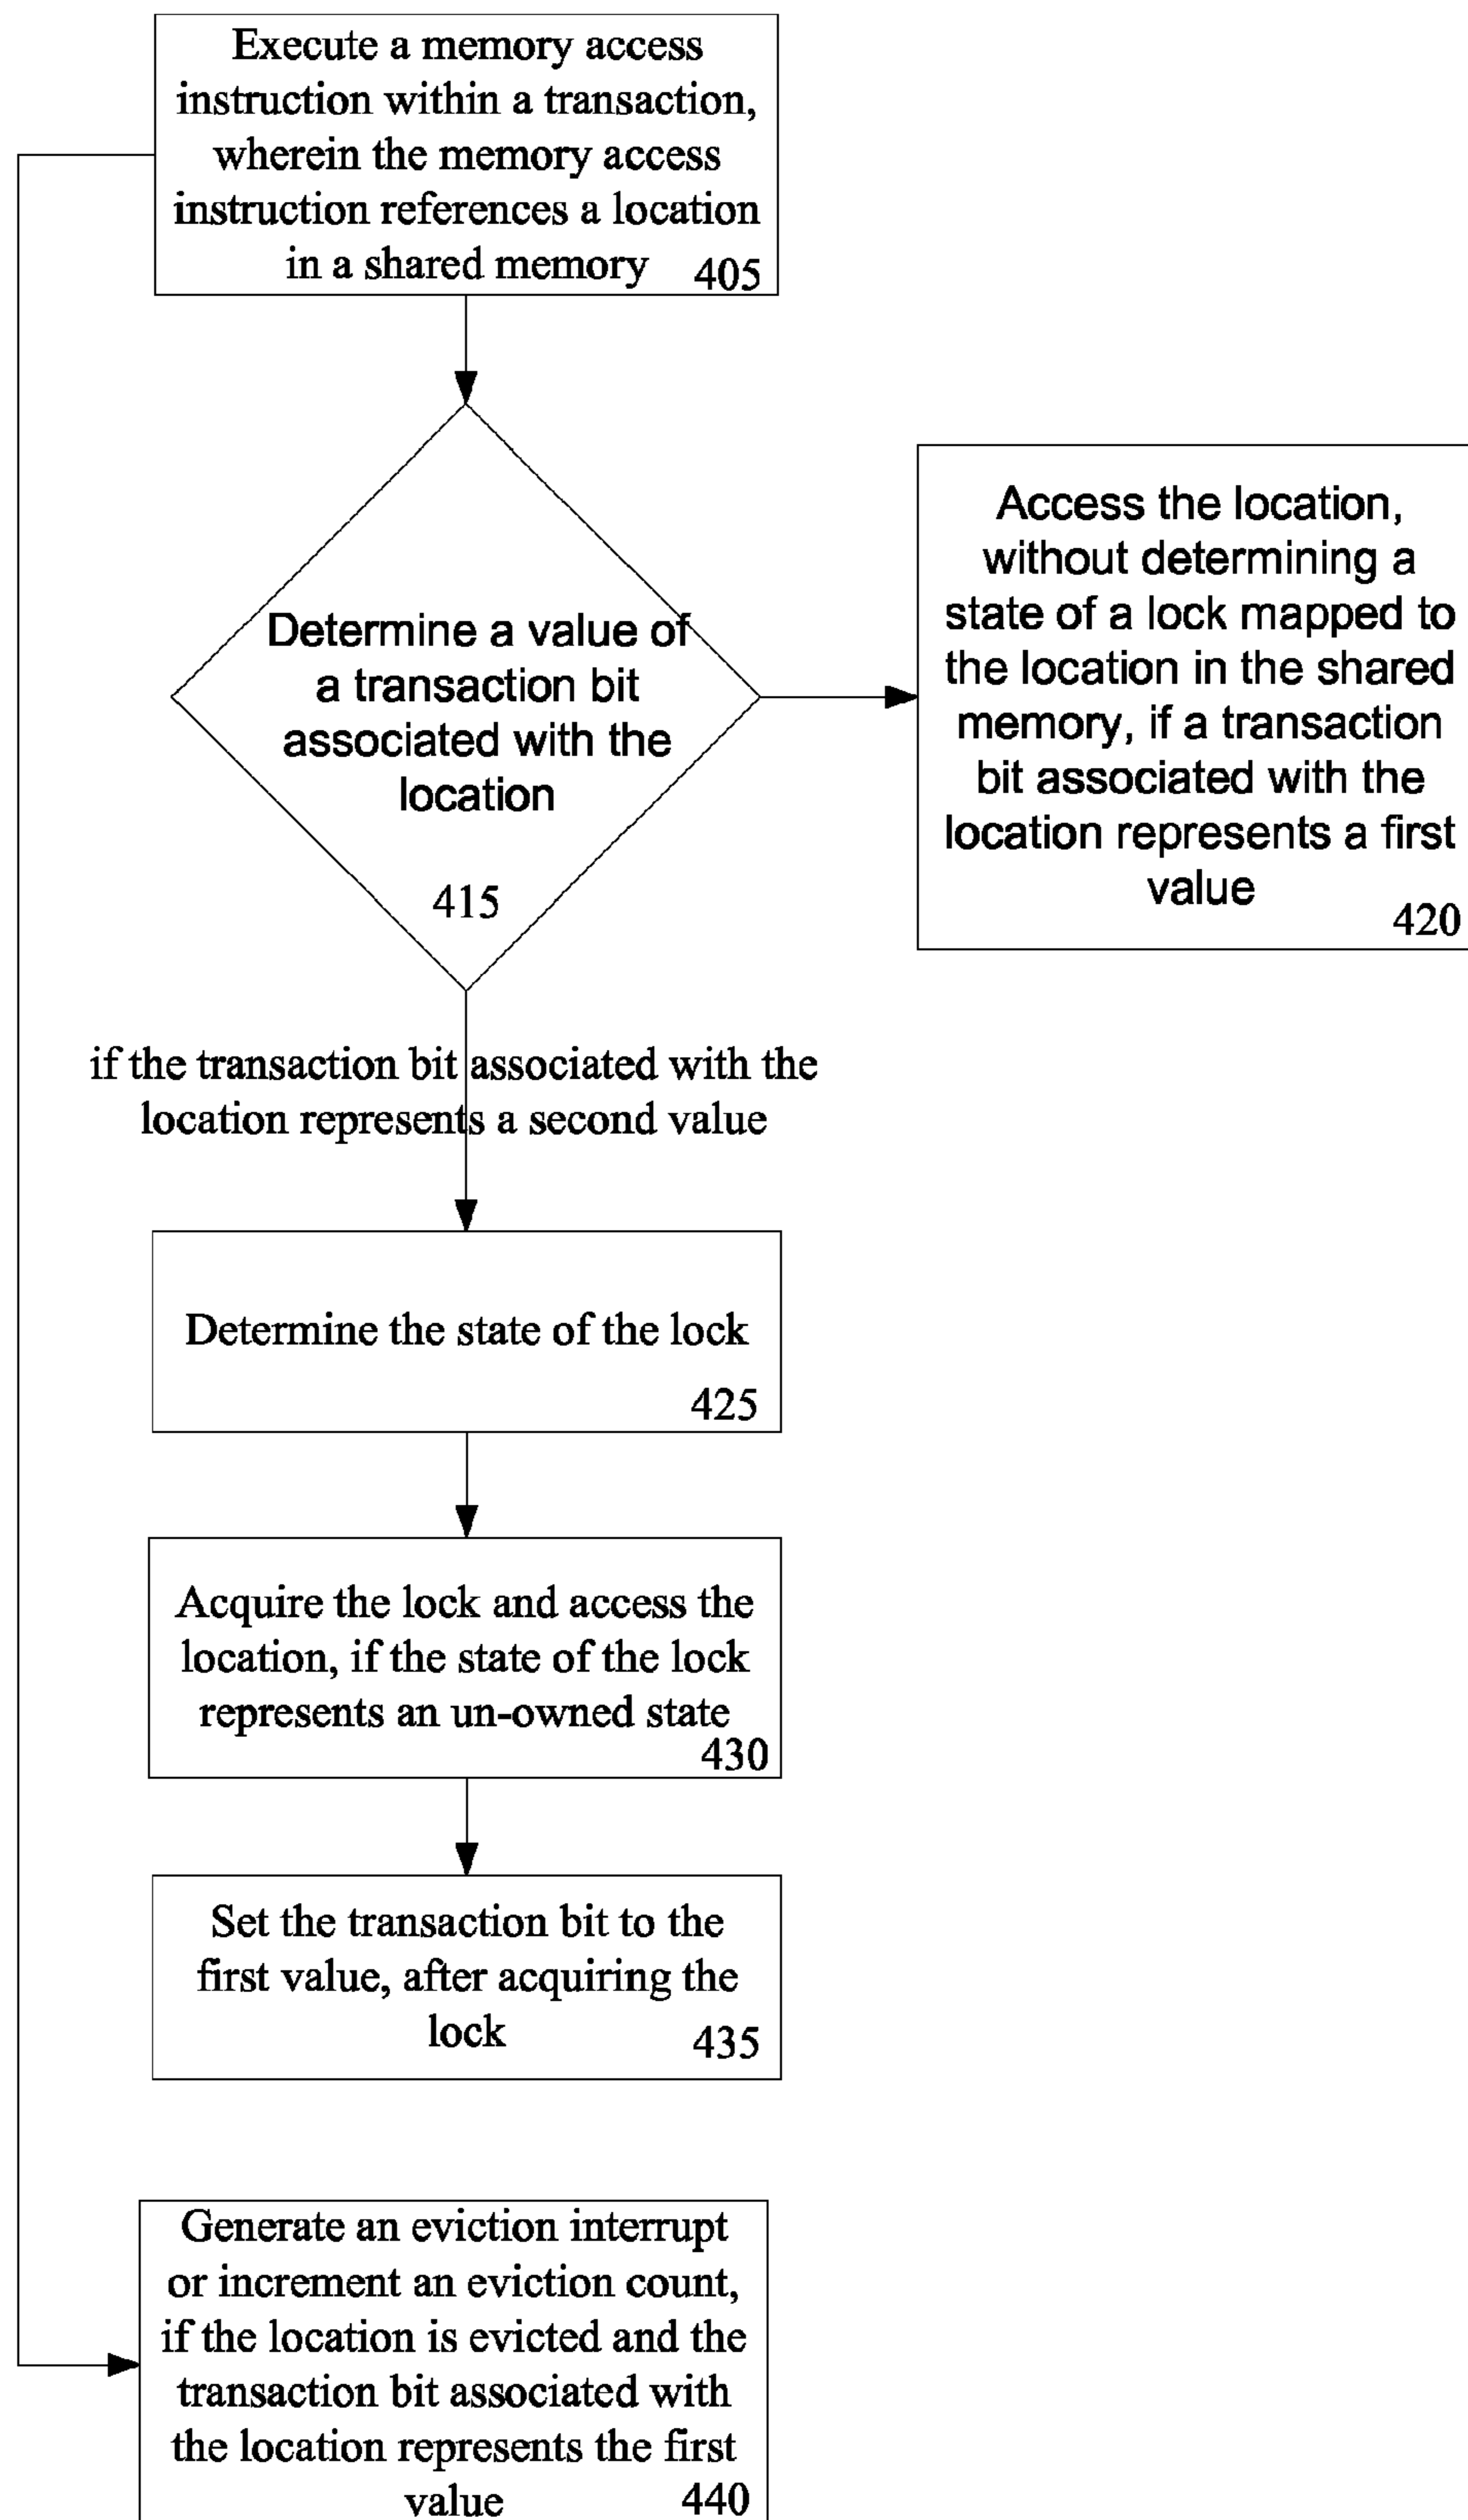 Execute a memory access
instruction within a transaction,
wherein the memory access
instruction references a location
in a shared memory 405
Determine a value of
a transaction bit
associated with the
location
415
Access the location,
without determining a
state of a lock mapped to
the location in the shared
memory, if a transaction
bit associated with the
location represents a first
value
420
if the transaction bit associated with the
location represents a second value
Determine the state of the lock
425
Acquire the lock and access the
location, if the state of the lock
represents an un-owned state
430
Set the transaction bit to the
first value, after acquiring the
lock 435
Generate an eviction interrupt
or increment an eviction count,
if the location is evicted and the
transaction bit associated with
the location represents the first
value 440